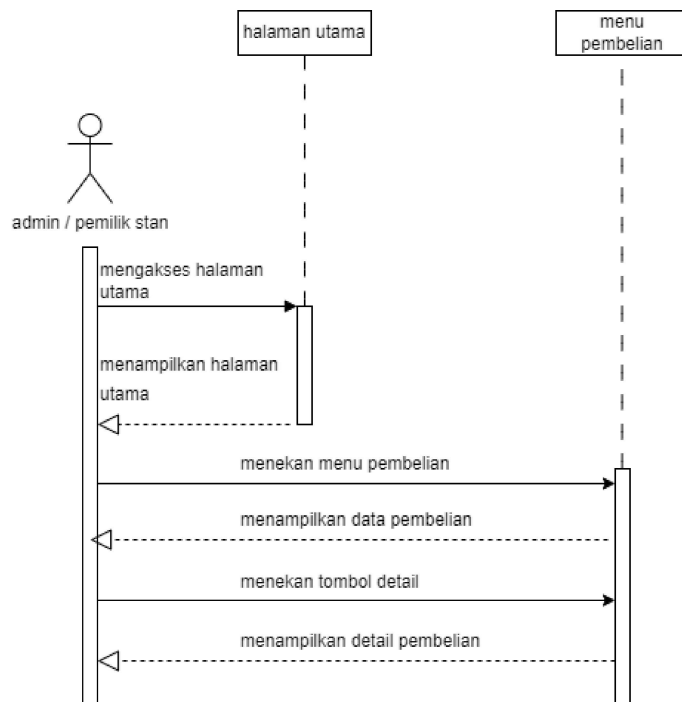 halaman utama
menu
pembelian
admin / pemilik stan
mengakses halaman
utama
menampilkan halaman
utama
menekan menu pembelian
menampilkan data pembelian
menekan tombol detail
menampilkan detail pembelian